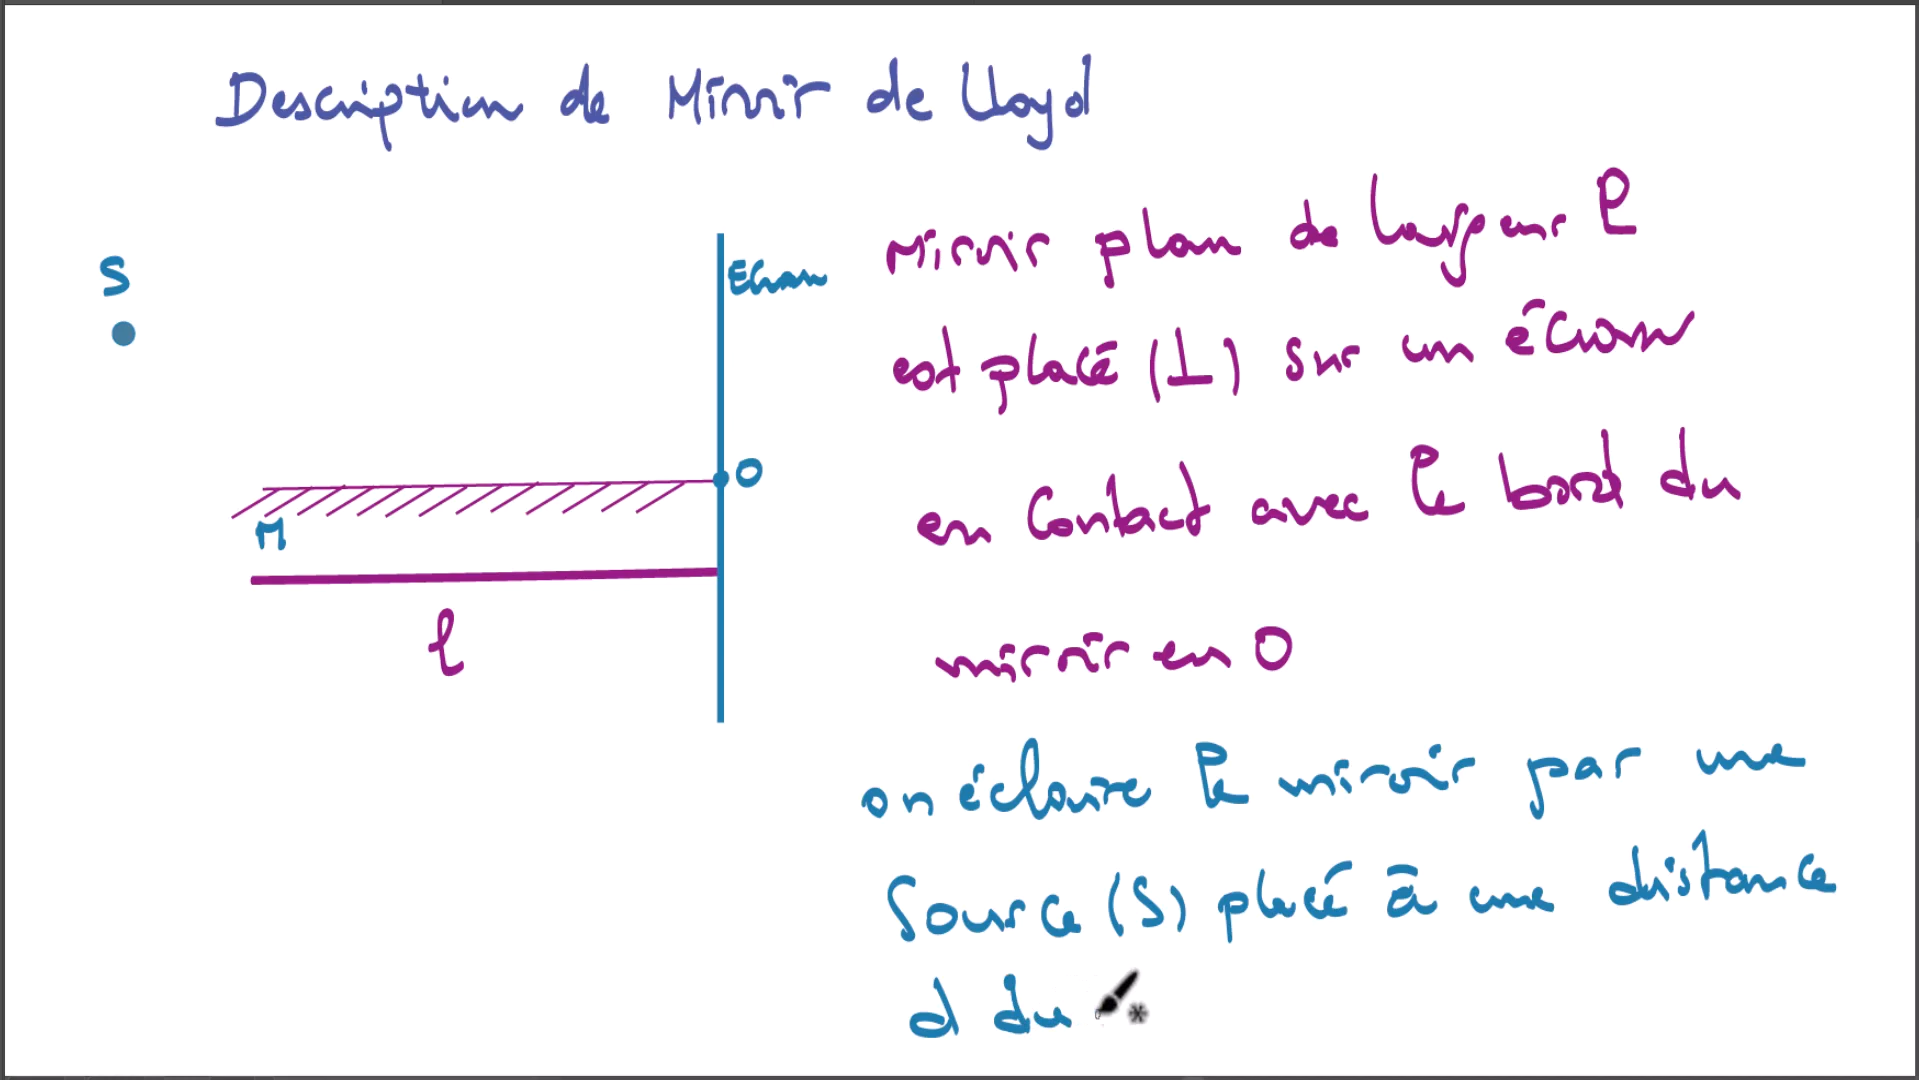 Description de Miroir de Lloyd
S
Ecran
O
M
l
Miroir plan de largeur l
est placé (⊥) sur un écran
en contact avec le bord du
miroir en O
on éclaire le miroir par une
Source (S) placé à une distance
d du